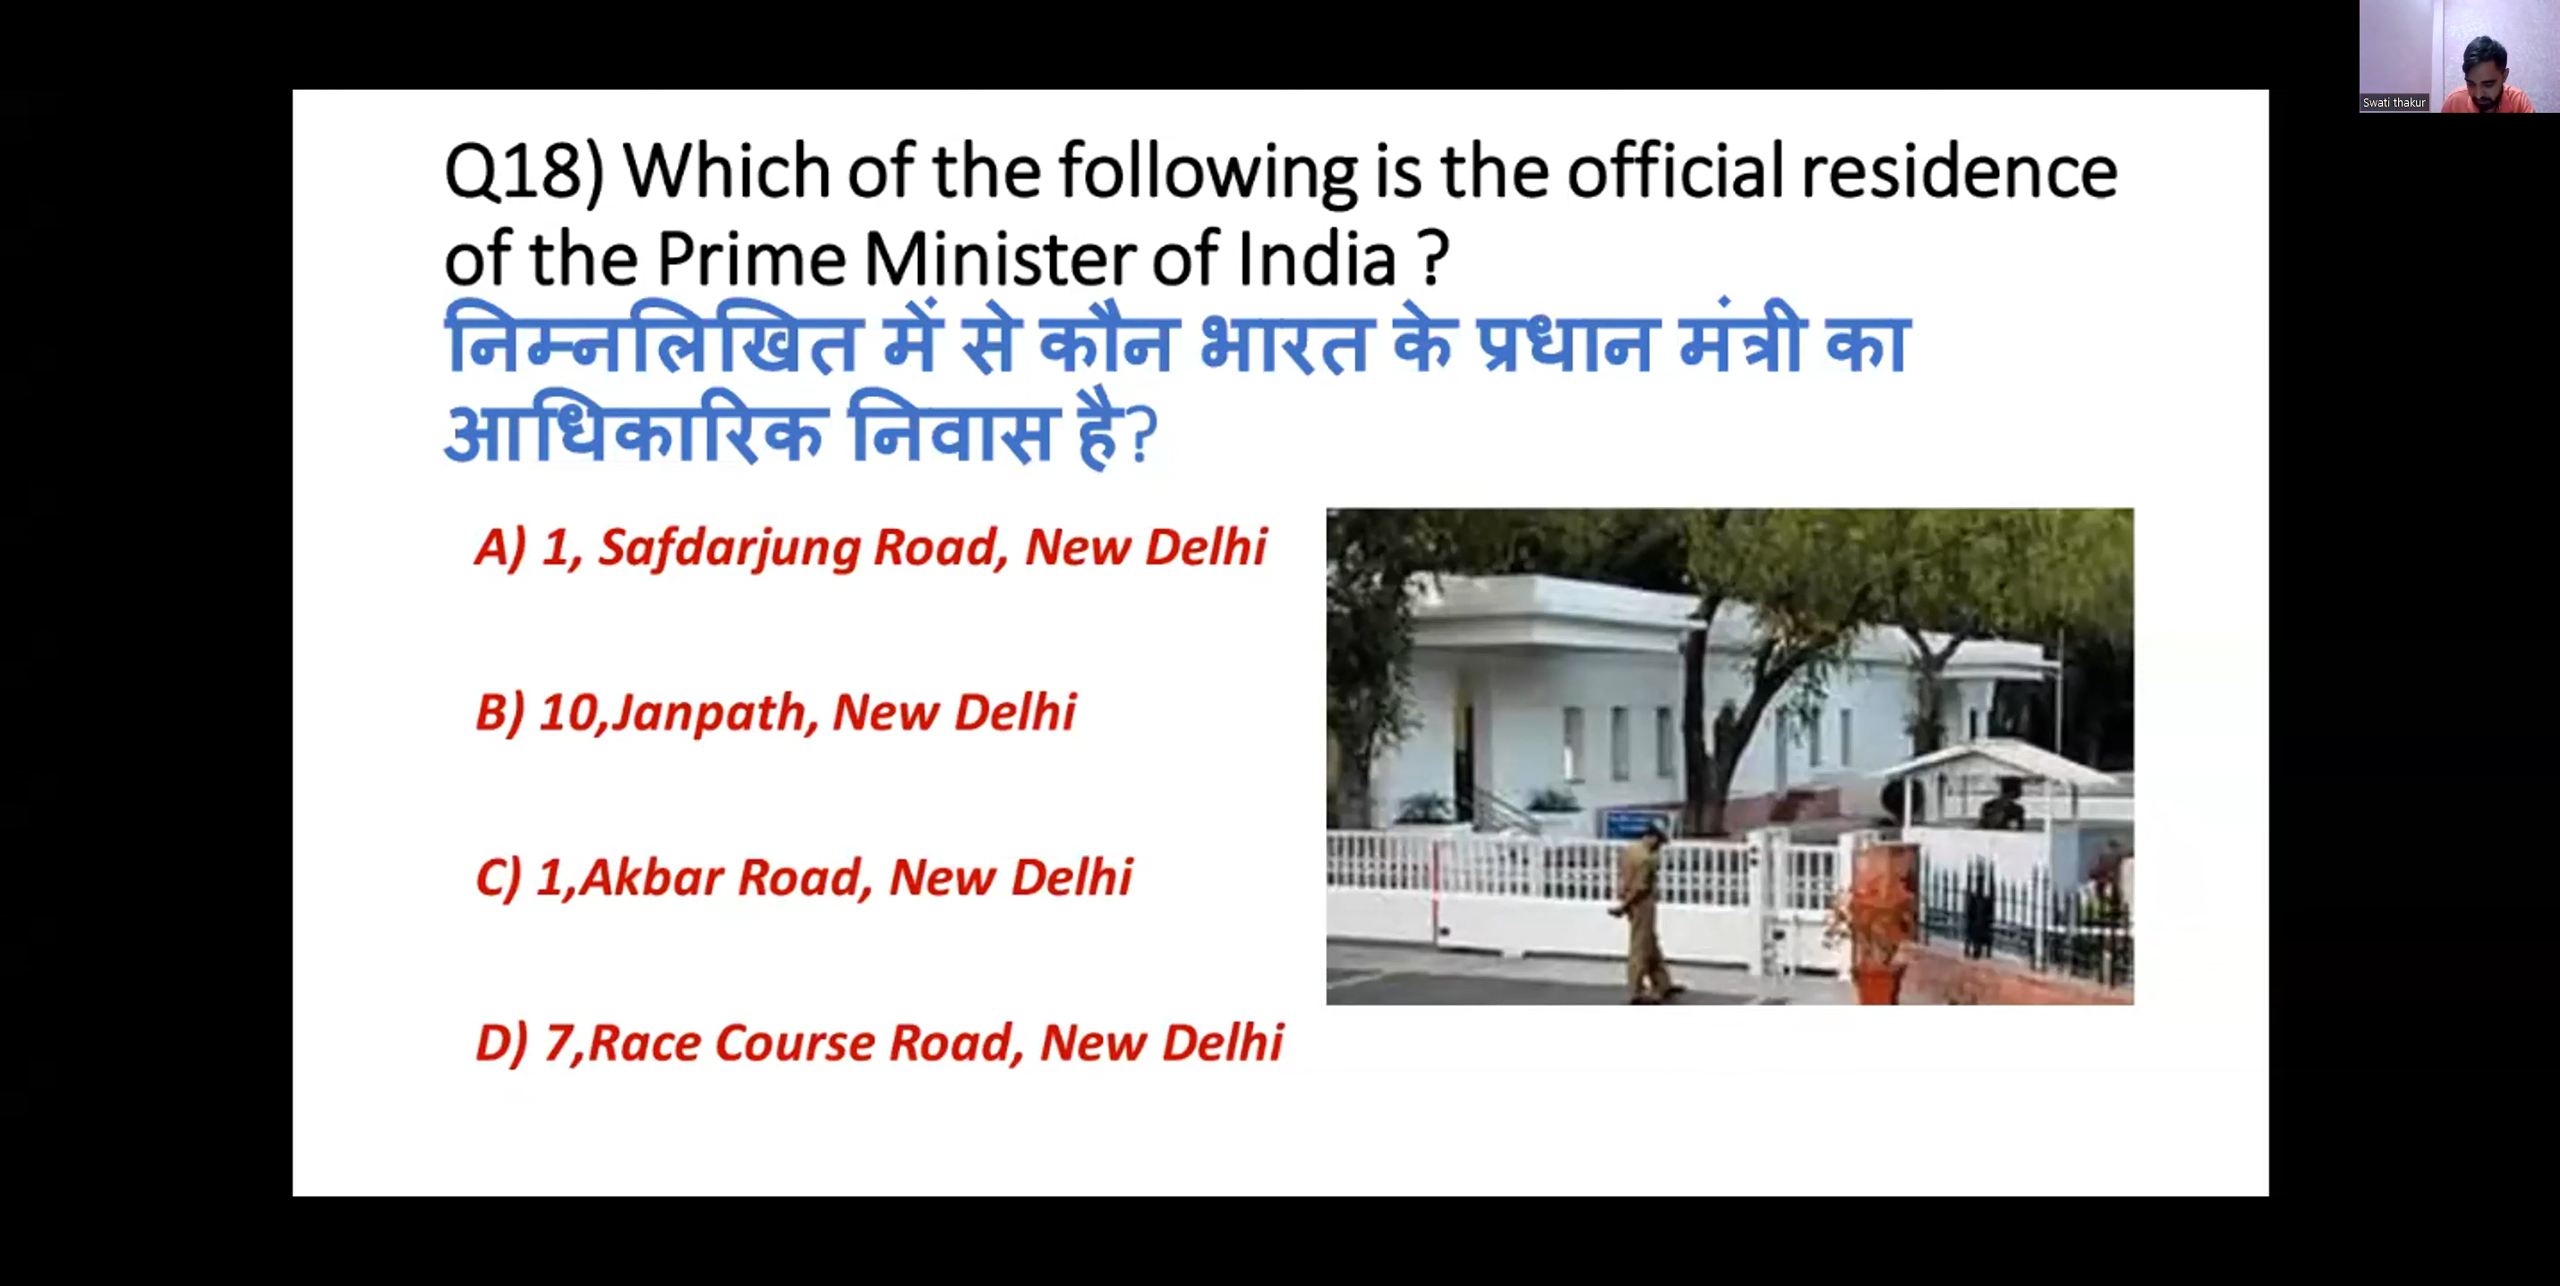 Swati thakur
Q18) Which of the following is the official residence
of the Prime Minister of India ?
निम्नलिखित में से कौन भारत के प्रधान मंत्री का
आधिकारिक निवास है?
A) 1, Safdarjung Road, New Delhi
B) 10,Janpath, New Delhi
C) 1,Akbar Road, New Delhi
D) 7,Race Course Road, New Delhi